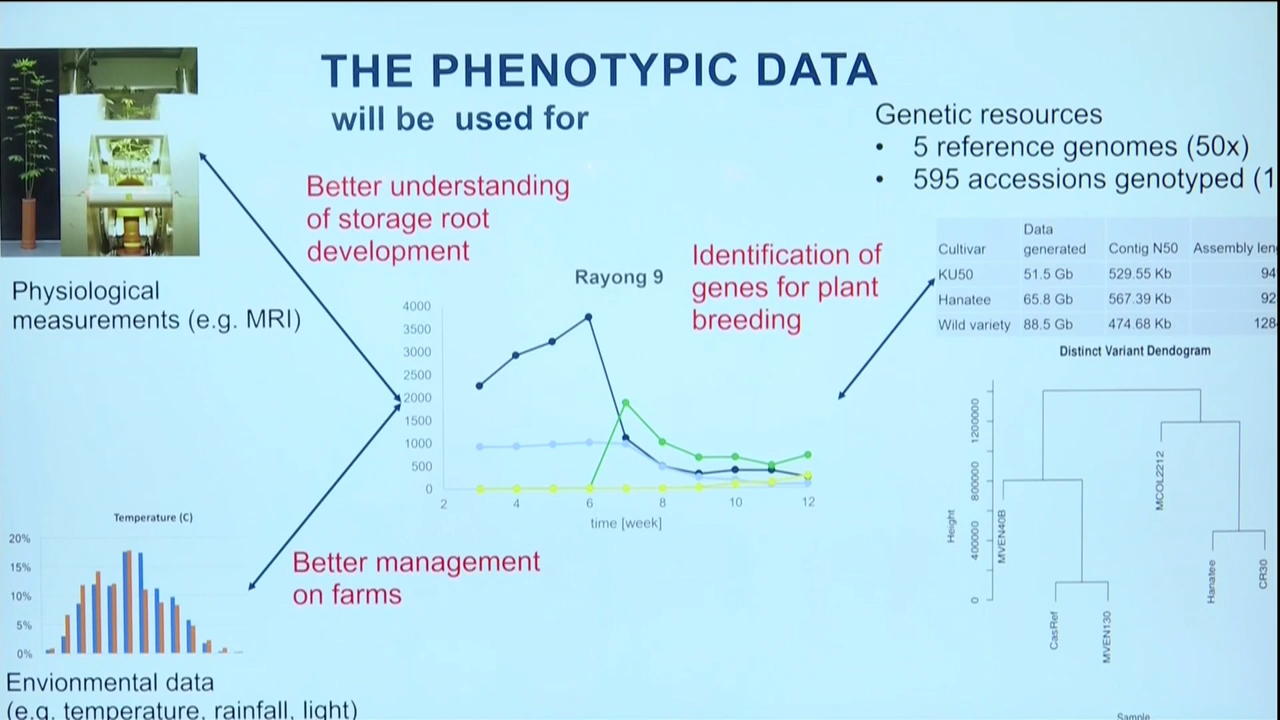 THE PHENOTYPIC DATA
will be used for
Genetic resources
• 5 reference genomes (50x)
• 595 accessions genotyped (1
Better understanding
of storage root
development
Physiological
measurements (e.g. MRI)
Identification of
genes for plant
breeding
Cultivar Data generated Contig N50 Assembly len
KU50 51.5 Gb 529.55 Kb 94
Hanatee 65.8 Gb 567.39 Kb 92
Wild variety 88.5 Gb 474.68 Kb 128
Rayong 9
4000
3500
3000
2500
2000
1500
1000
500
0
2 4 6 8 10 12
time [week]
Distinct Variant Dendogram
Height
0 400000 800000 1200000
MVEN40B
CasRef
MVEN130
MCOL2212
Hanatee
CR30
Sample
Better management
on farms
Temperature (C)
20%
15%
10%
5%
0%
Envionmental data
(e.g. temperature, rainfall, light)